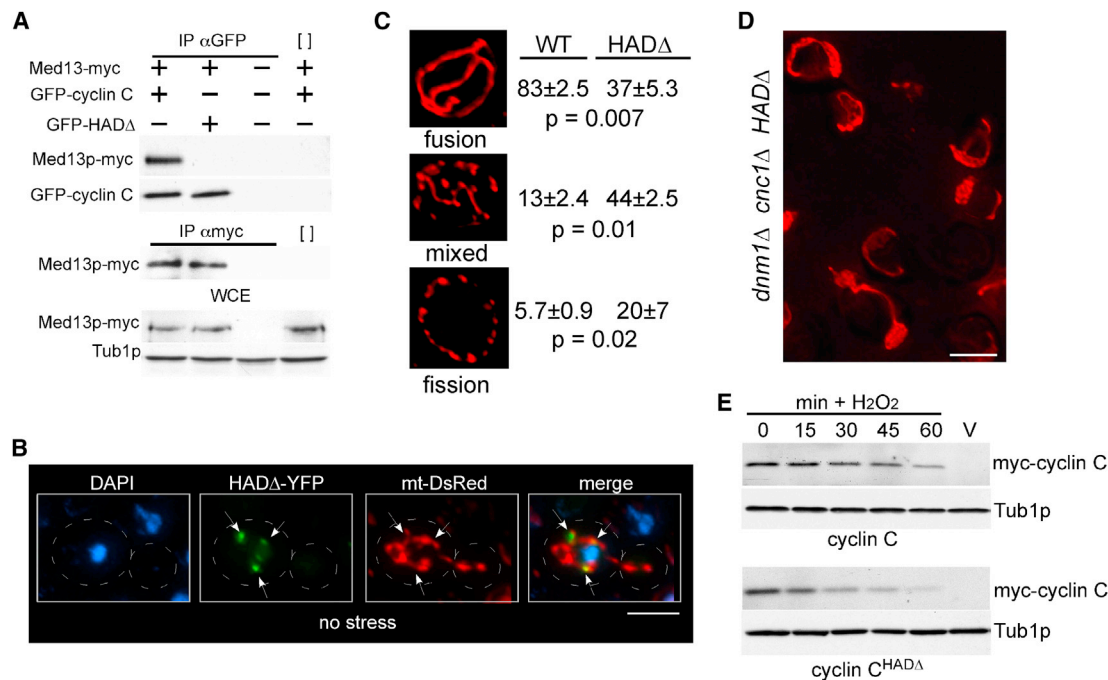 A
IP αGFP [ ]
Med13-myc + + − +
GFP-cyclin C + − − +
GFP-HADΔ − + − −
Med13p-myc
GFP-cyclin C
IP αmyc [ ]
Med13p-myc
WCE
Med13p-myc
Tub1p
B
DAPI HADΔ-YFP mt-DsRed merge
no stress
C
WT HADΔ
83±2.5 37±5.3
p = 0.007
fusion
13±2.4 44±2.5
p = 0.01
mixed
5.7±0.9 20±7
p = 0.02
fission
D
dnm1Δ cnc1Δ HADΔ
E
min + H2O2
0 15 30 45 60 V
myc-cyclin C
Tub1p
cyclin C
myc-cyclin C
Tub1p
cyclin CHADΔ